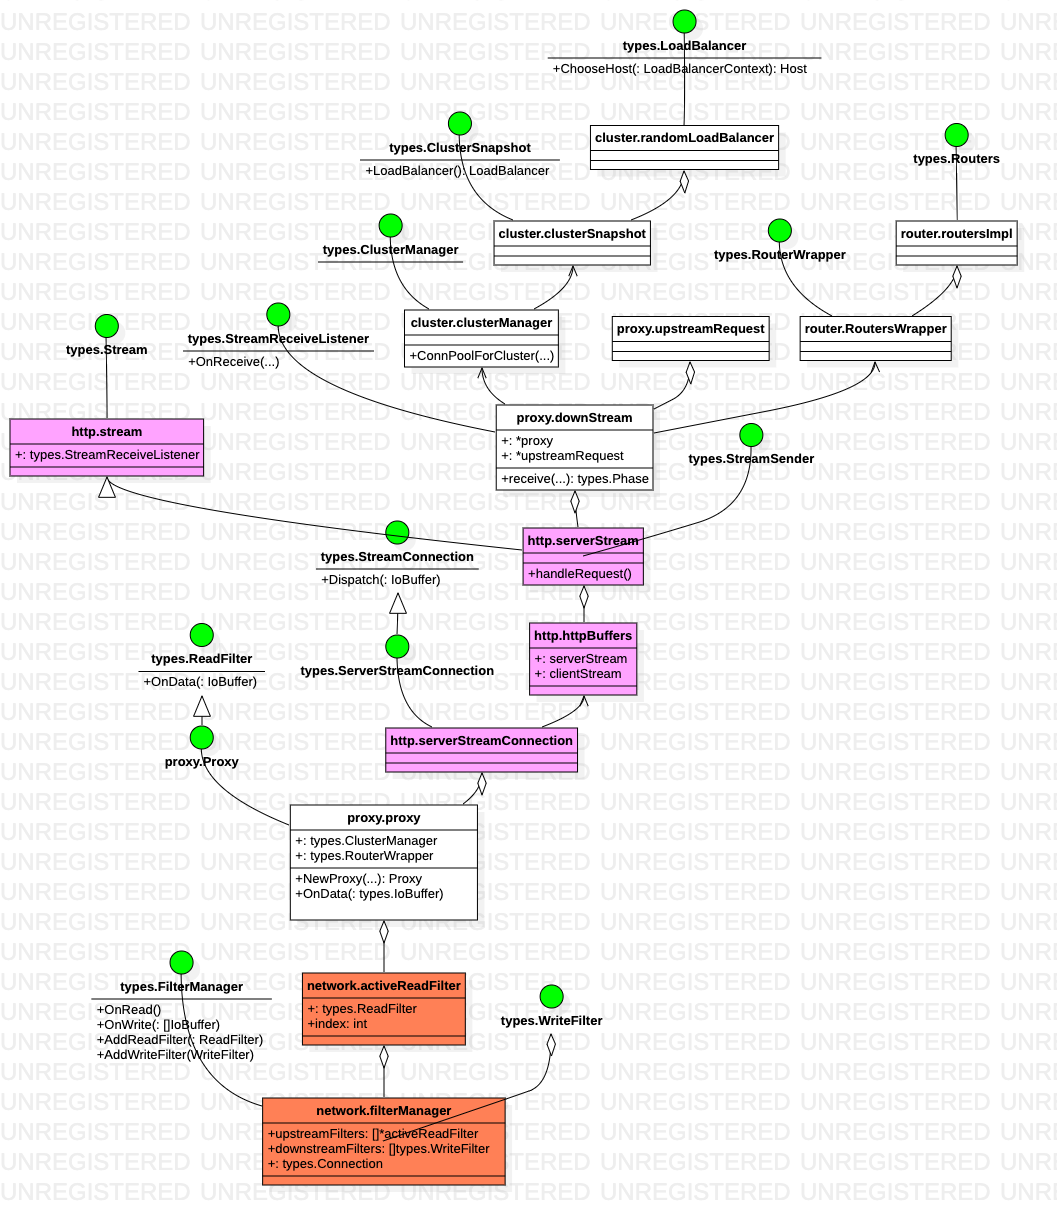 types.LoadBalancer
+ChooseHost(: LoadBalancerContext): Host
cluster.randomLoadBalancer
types.ClusterSnapshot
+LoadBalancer(): LoadBalancer
types.Routers
cluster.clusterSnapshot
router.routersImpl
types.ClusterManager
types.RouterWrapper
cluster.clusterManager
+ConnPoolForCluster(...)
proxy.upstreamRequest
router.RoutersWrapper
types.StreamReceiveListener
+OnReceive(...)
types.Stream
http.stream
+: types.StreamReceiveListener
proxy.downStream
+: *proxy
+: *upstreamRequest
+receive(...): types.Phase
types.StreamSender
http.serverStream
+handleRequest()
types.StreamConnection
+Dispatch(: IoBuffer)
http.httpBuffers
+: serverStream
+: clientStream
types.ReadFilter
+OnData(: IoBuffer)
types.ServerStreamConnection
http.serverStreamConnection
proxy.Proxy
proxy.proxy
+: types.ClusterManager
+: types.RouterWrapper
+NewProxy(...): Proxy
+OnData(: types.IoBuffer)
types.FilterManager
+OnRead()
+OnWrite(: []IoBuffer)
+AddReadFilter(: ReadFilter)
+AddWriteFilter(WriteFilter)
network.activeReadFilter
+: types.ReadFilter
+index: int
types.WriteFilter
network.filterManager
+upstreamFilters: []*activeReadFilter
+downstreamFilters: []types.WriteFilter
+: types.Connection
UNREGISTERED UNREGISTERED UNREGISTERED UNREGISTERED UNREGISTERED UNRI